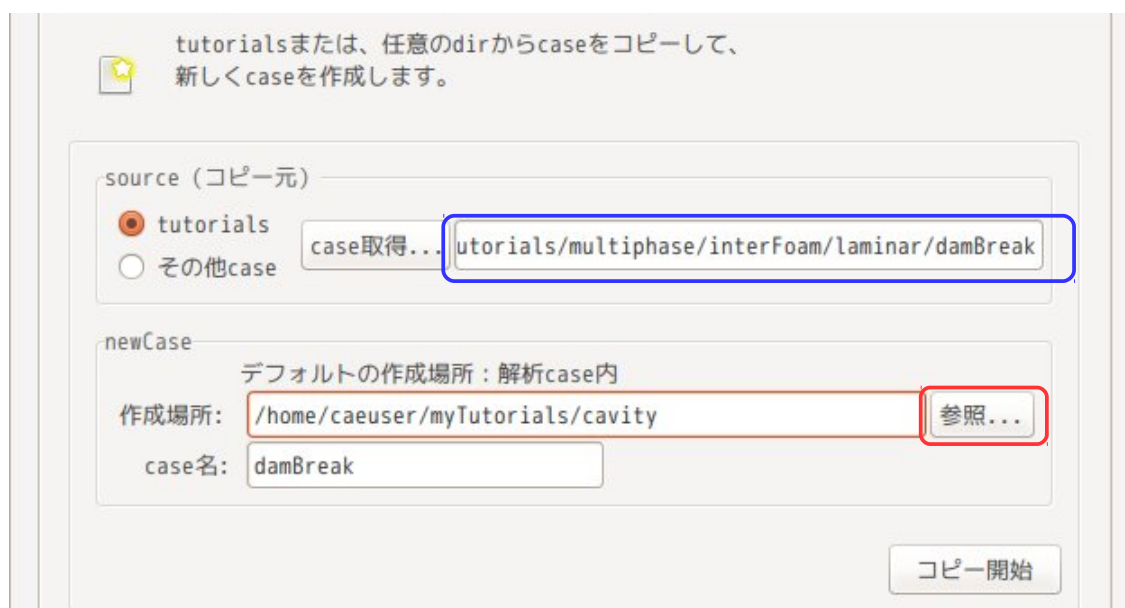 tutorialsまたは、任意のdirからcaseをコピーして、
新しくcaseを作成します。
source (コピー元)
tutorials
その他case
case取得...
utorials/multiphase/interFoam/laminar/damBreak
newCase
デフォルトの作成場所：解析case内
作成場所: /home/caeuser/myTutorials/cavity 参照...
case名: damBreak
コピー開始